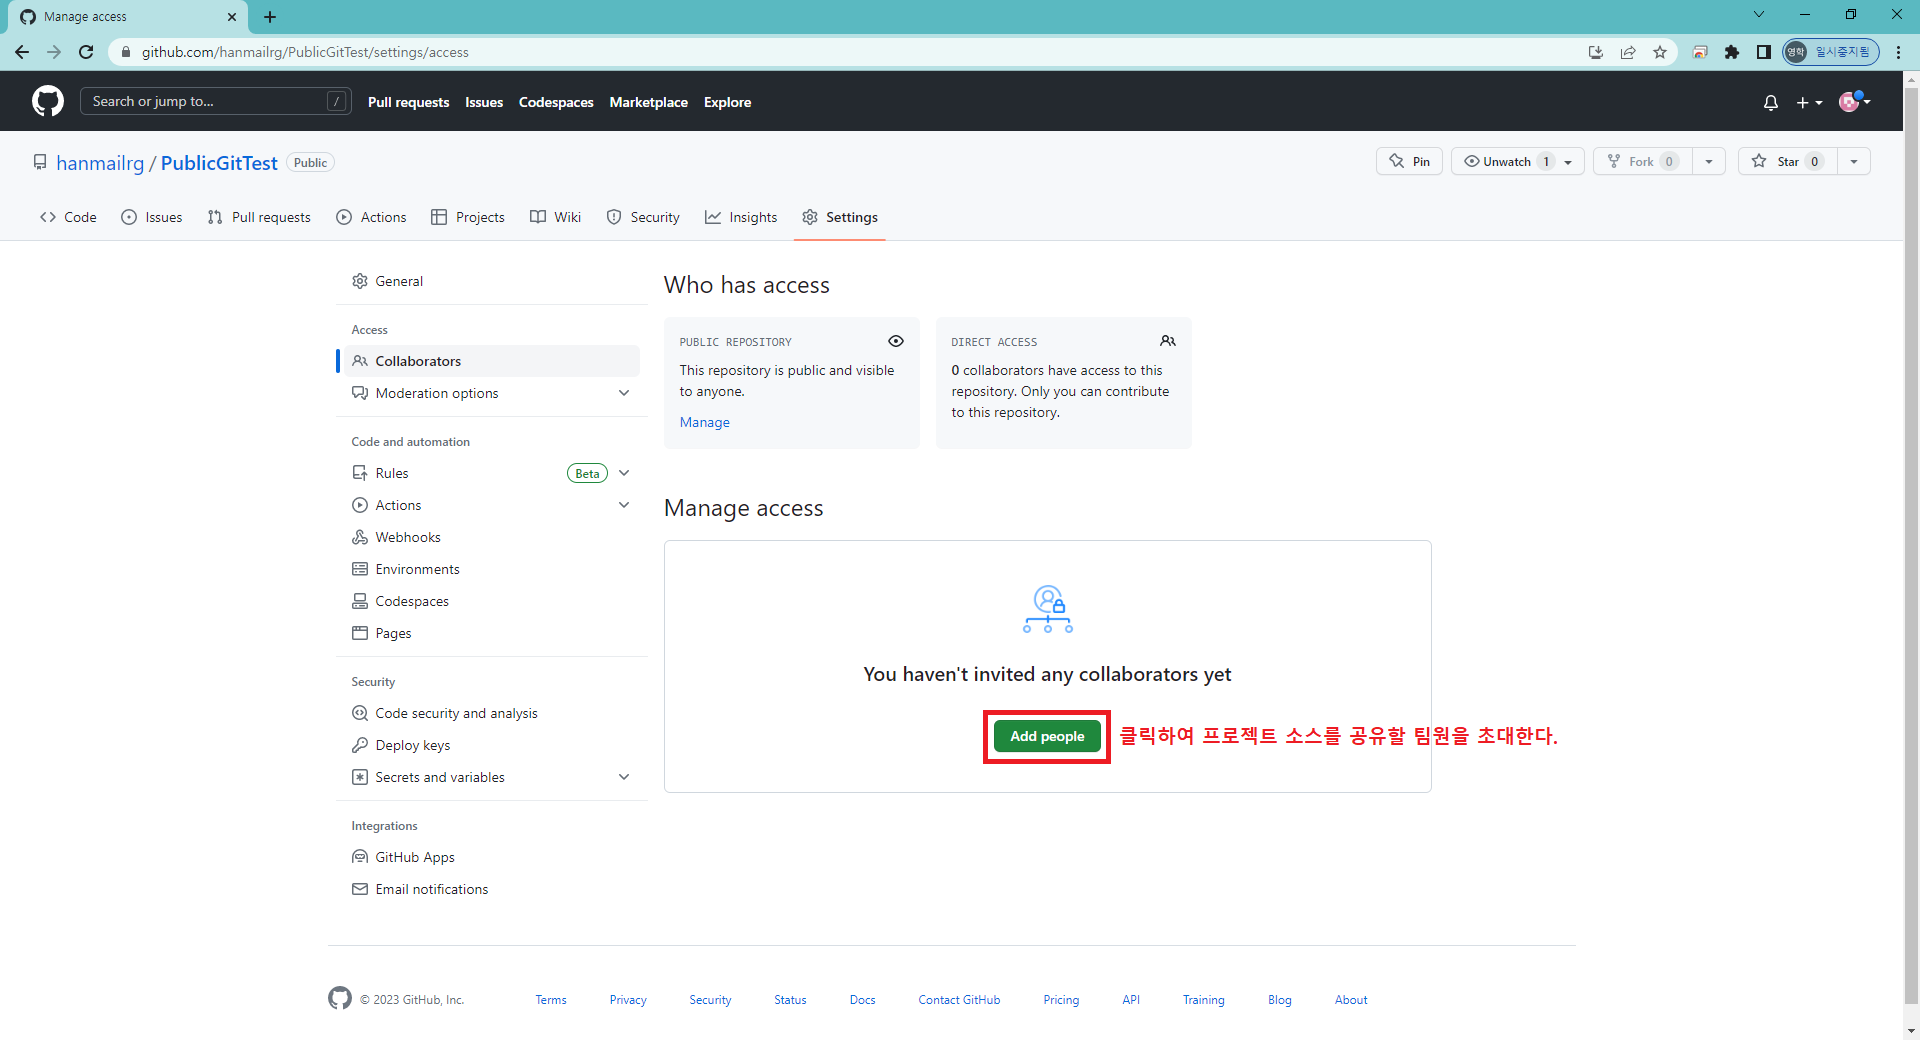 Manage access
github.com/hanmailrg/PublicGitTest/settings/access
영학 일시중지됨
Search or jump to... /
Pull requests Issues Codespaces Marketplace Explore
hanmailrg / PublicGitTest Public
Pin Unwatch 1 Fork 0 Star 0
Code Issues Pull requests Actions Projects Wiki Security Insights Settings
General
Access
Collaborators
Moderation options
Code and automation
Rules Beta
Actions
Webhooks
Environments
Codespaces
Pages
Security
Code security and analysis
Deploy keys
Secrets and variables
Integrations
GitHub Apps
Email notifications
Who has access
PUBLIC REPOSITORY
This repository is public and visible
to anyone.
Manage
DIRECT ACCESS
0 collaborators have access to this
repository. Only you can contribute
to this repository.
Manage access
You haven't invited any collaborators yet
Add people 클릭하여 프로젝트 소스를 공유할 팀원을 초대한다.
© 2023 GitHub, Inc. Terms Privacy Security Status Docs Contact GitHub Pricing API Training Blog About